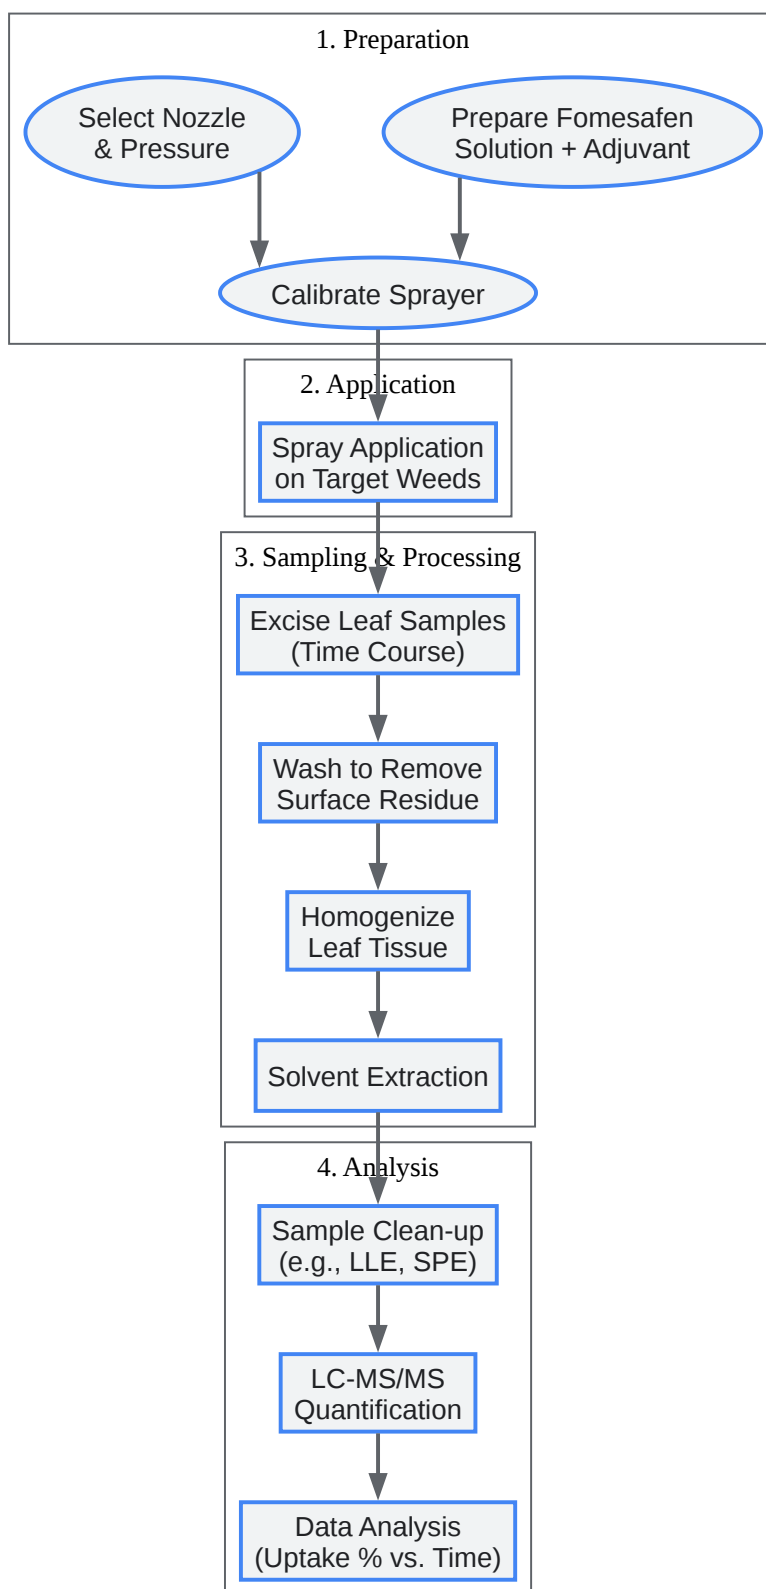 1. Preparation
Select Nozzle
& Pressure
Prepare Fomesafen
Solution + Adjuvant
Calibrate Sprayer
2. Application
Spray Application
on Target Weeds
3. Sampling & Processing
Excise Leaf Samples
(Time Course)
Wash to Remove
Surface Residue
Homogenize
Leaf Tissue
Solvent Extraction
4. Analysis
Sample Clean-up
(e.g., LLE, SPE)
LC-MS/MS
Quantification
Data Analysis
(Uptake % vs. Time)